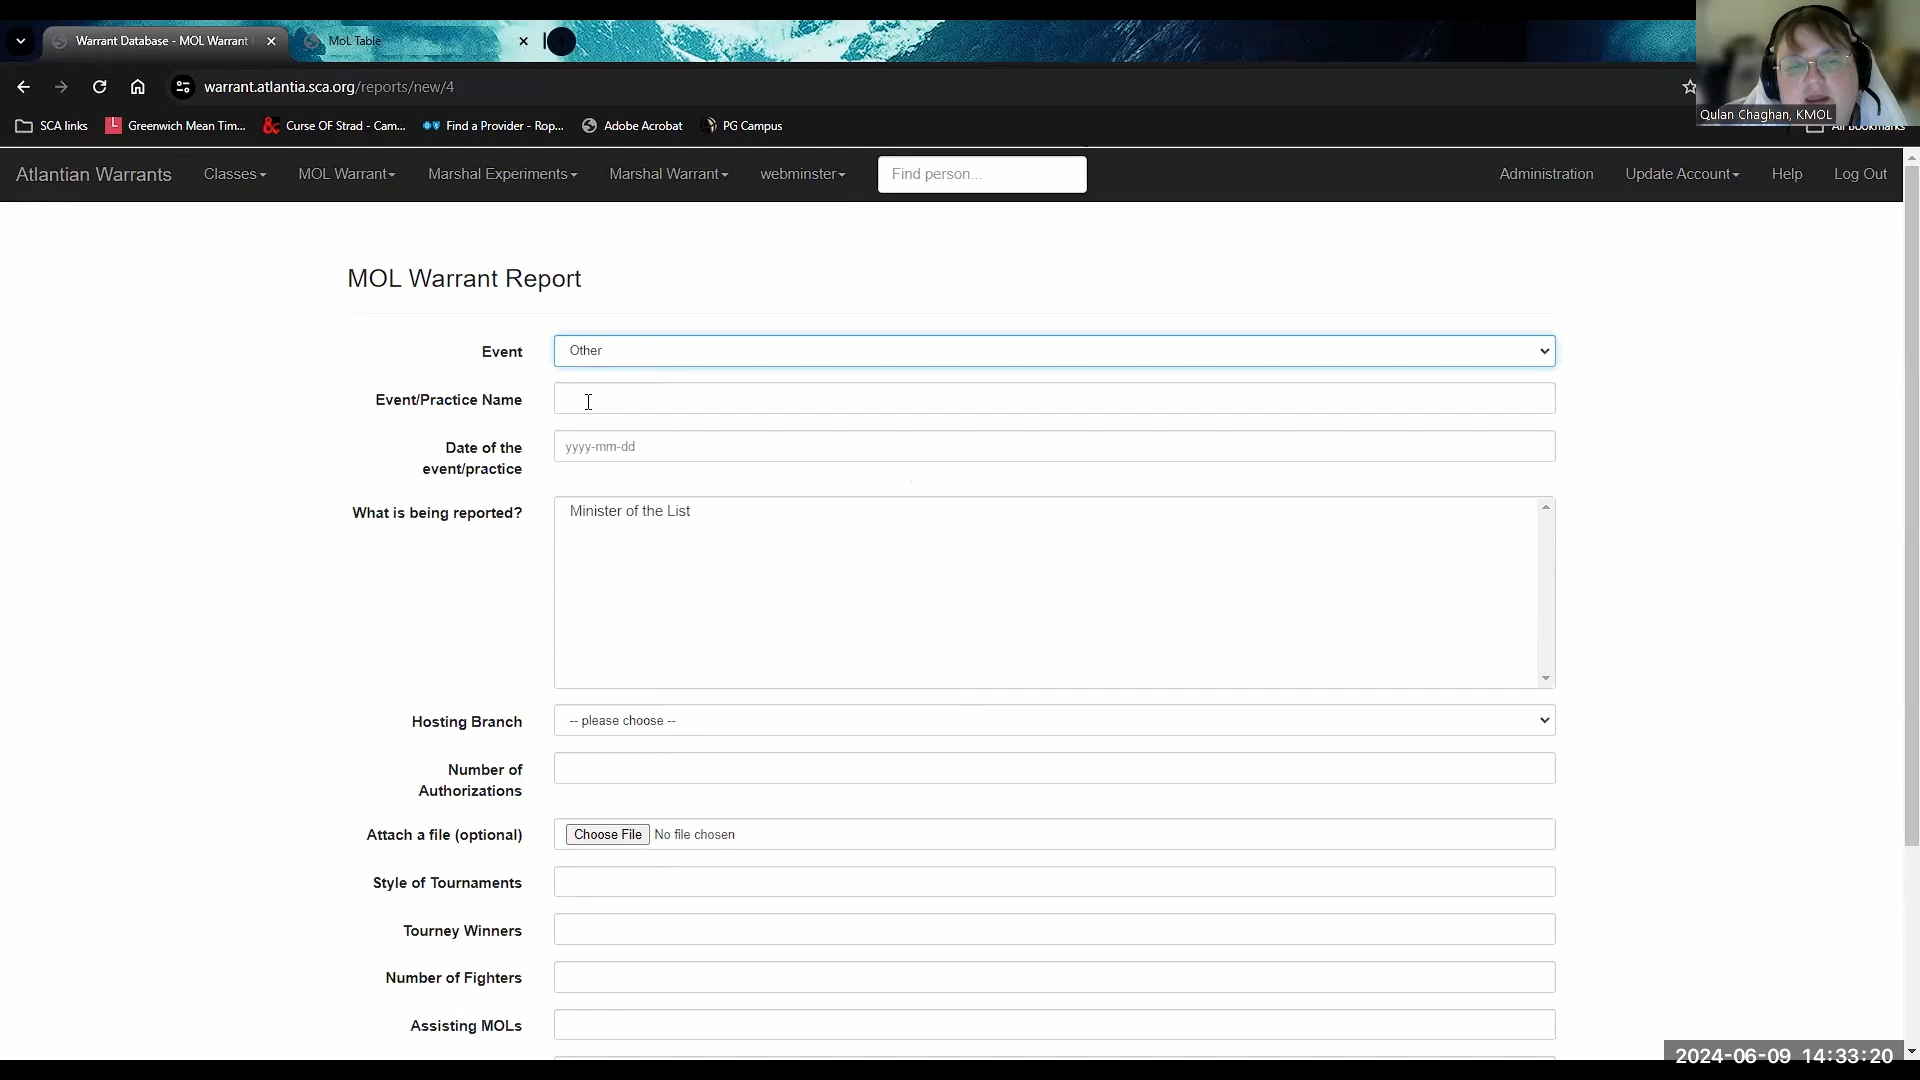 Warrant Database - MOL Warrant
MoL Table
warrant.atlantia.sca.org/reports/new/4
SCA links
Greenwich Mean Tim...
Curse OF Strad - Cam...
Find a Provider - Rop...
Adobe Acrobat
PG Campus
All Bookmarks
Qulan Chaghan, KMOL
Atlantian Warrants
Classes
MOL Warrant
Marshal Experiments
Marshal Warrant
webminster
Find person...
Administration
Update Account
Help
Log Out
MOL Warrant Report
Event
Other
Event/Practice Name
Date of the
event/practice
yyyy-mm-dd
What is being reported?
Minister of the List
Hosting Branch
-- please choose --
Number of
Authorizations
Attach a file (optional)
Choose File No file chosen
Style of Tournaments
Tourney Winners
Number of Fighters
Assisting MOLs
2024-06-09 14:33:20